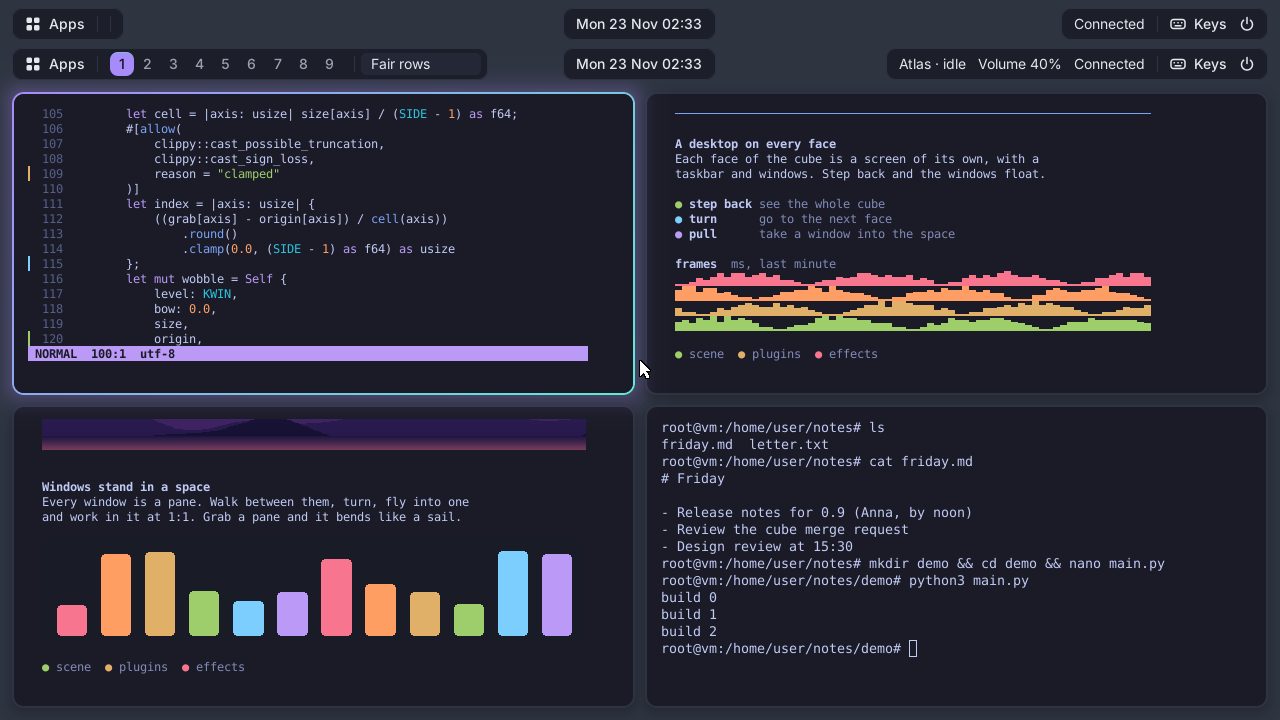 Apps
Mon 23 Nov 02:33
Connected Keys
Apps 1 2 3 4 5 6 7 8 9 Fair rows
Mon 23 Nov 02:33
Atlas · idle Volume 40% Connected Keys
105 let cell = |axis: usize| size[axis] / (SIDE - 1) as f64;
106 #[allow(
107 clippy::cast_possible_truncation,
108 clippy::cast_sign_loss,
109 reason = "clamped"
110 )]
111 let index = |axis: usize| {
112 ((grab[axis] - origin[axis]) / cell(axis))
113 .round()
114 .clamp(0.0, (SIDE - 1) as f64) as usize
115 };
116 let mut wobble = Self {
117 level: KWIN,
118 bow: 0.0,
119 size,
120 origin,
NORMAL 100:1 utf-8
A desktop on every face
Each face of the cube is a screen of its own, with a
taskbar and windows. Step back and the windows float.
step back see the whole cube
turn go to the next face
pull take a window into the space
frames ms, last minute
scene plugins effects
Windows stand in a space
Every window is a pane. Walk between them, turn, fly into one
and work in it at 1:1. Grab a pane and it bends like a sail.
scene plugins effects
root@vm:/home/user/notes# ls
friday.md letter.txt
root@vm:/home/user/notes# cat friday.md
# Friday
- Release notes for 0.9 (Anna, by noon)
- Review the cube merge request
- Design review at 15:30
root@vm:/home/user/notes# mkdir demo && cd demo && nano main.py
root@vm:/home/user/notes/demo# python3 main.py
build 0
build 1
build 2
root@vm:/home/user/notes/demo#